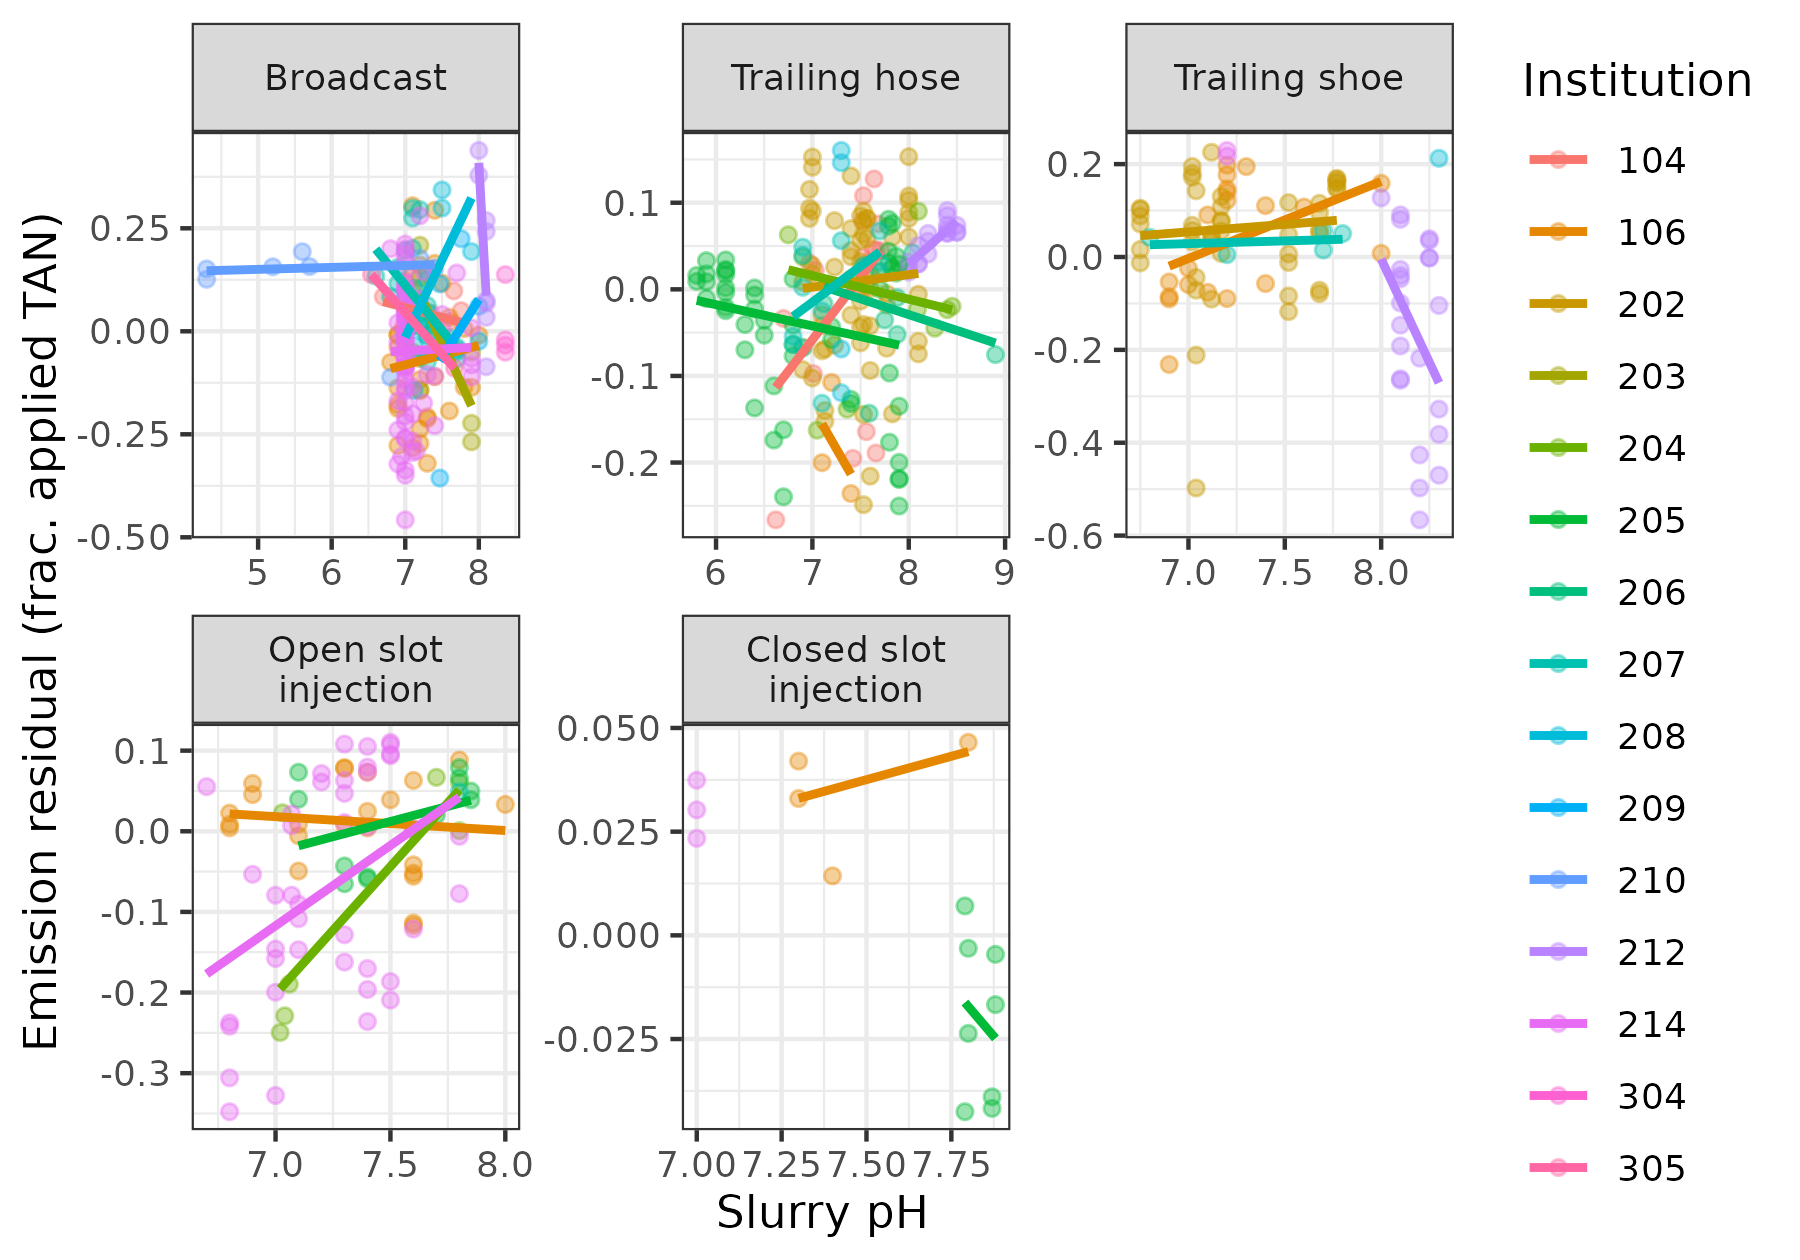 Broadcast
Trailing hose
Trailing shoe
Institution
104
106
202
203
204
205
206
207
208
209
210
212
214
304
305
Emission residual (frac. applied TAN)
0.25
0.00
-0.25
-0.50
5 6 7 8
0.1
0.0
-0.1
-0.2
6 7 8 9
0.2
0.0
-0.2
-0.4
-0.6
7.0 7.5 8.0
Open slot
injection
0.1
0.0
-0.1
-0.2
-0.3
7.0 7.5 8.0
Closed slot
injection
0.050
0.025
0.000
-0.025
7.00 7.25 7.50 7.75
Slurry pH